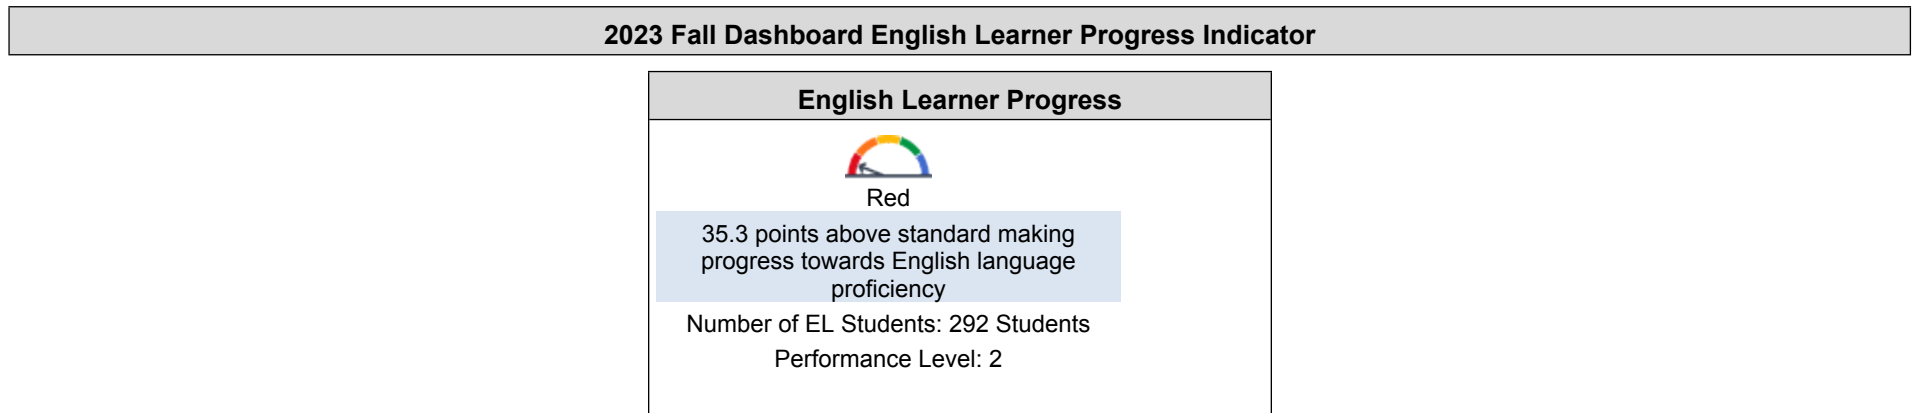 2023 Fall Dashboard English Learner Progress Indicator
English Learner Progress
Red
35.3 points above standard making
progress towards English language
proficiency
Number of EL Students: 292 Students
Performance Level: 2